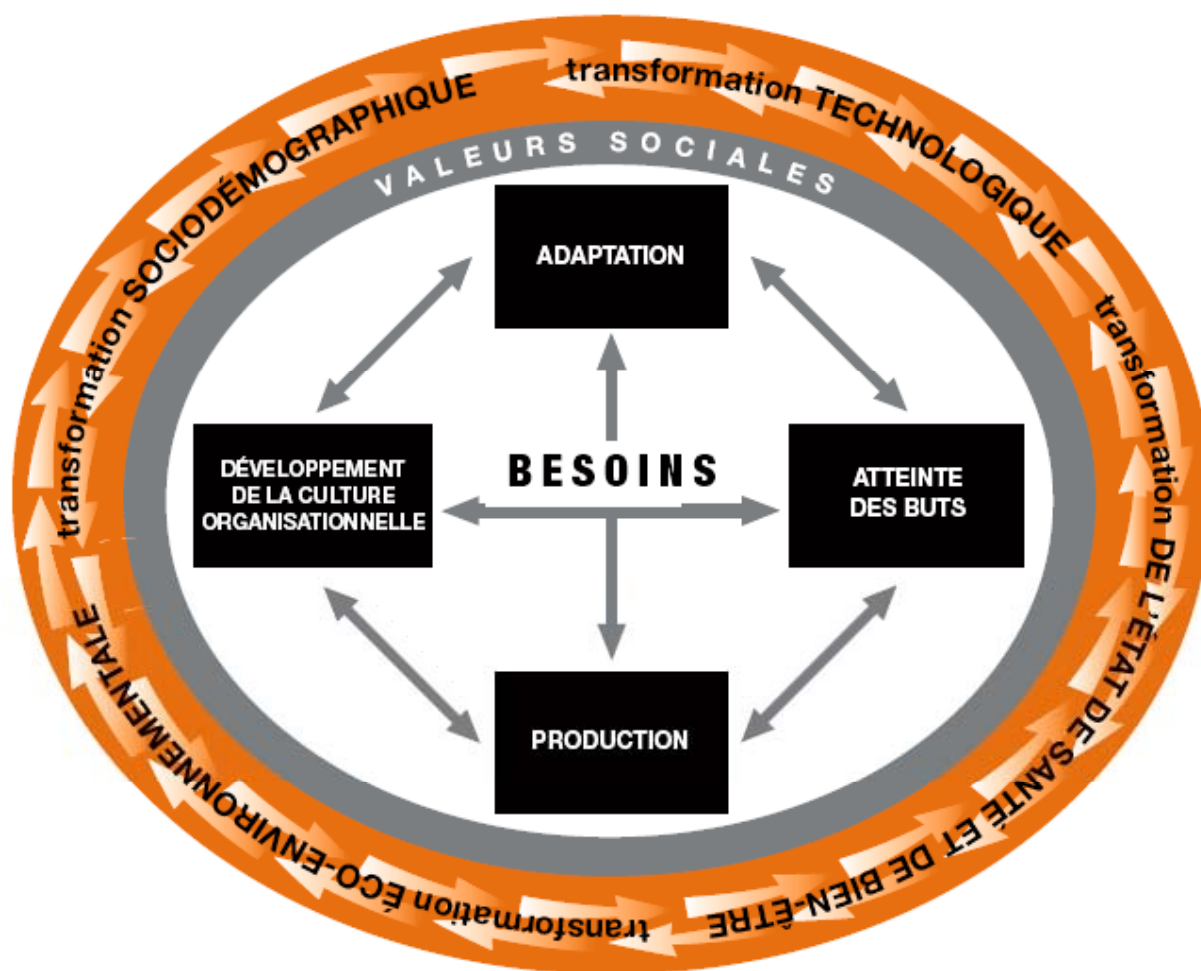 transformation SOCIODÉMOGRAPHIQUE
transformation TECHNOLOGIQUE
transformation DE L'ÉTAT DE SANTÉ ET DE BIEN-ÊTRE
transformation ÉCO-ENVIRONNEMENTALE
VALEURS SOCIALES
ADAPTATION
DÉVELOPPEMENT
DE LA CULTURE
ORGANISATIONNELLE
BESOINS
ATTEINTE
DES BUTS
PRODUCTION